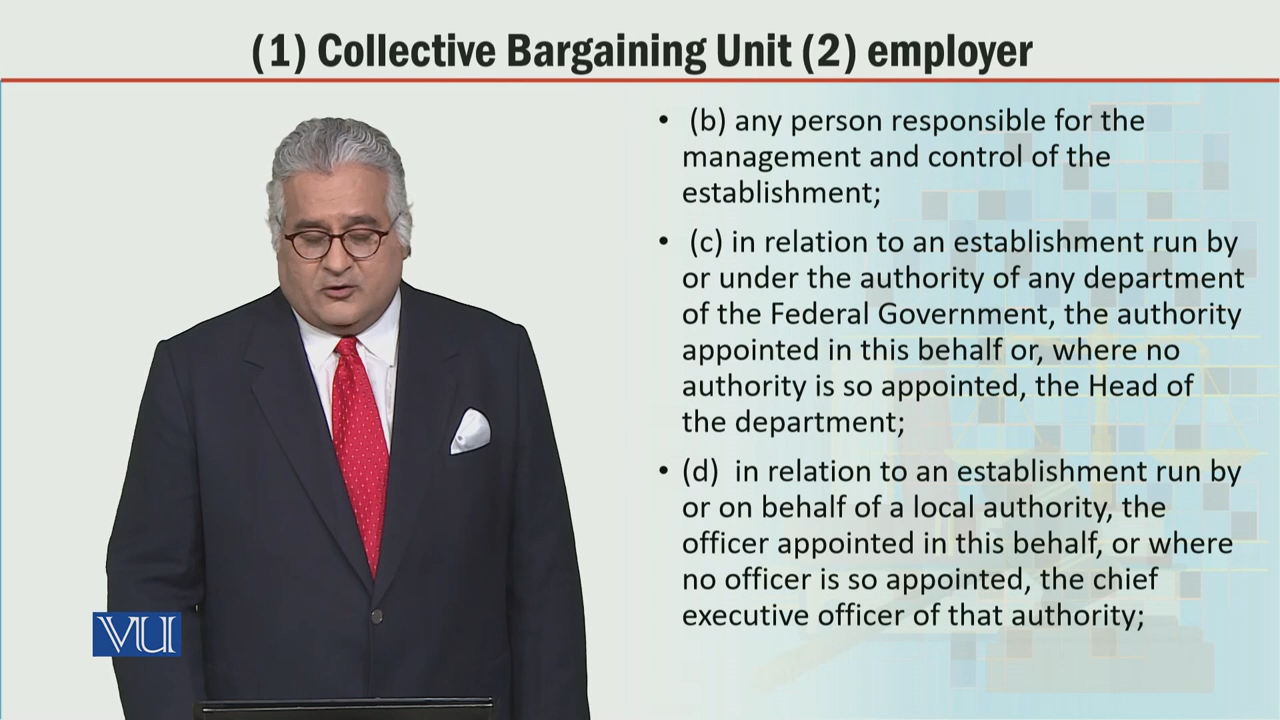 (1) Collective Bargaining Unit (2) employer
• (b) any person responsible for the
management and control of the
establishment;
• (c) in relation to an establishment run by
or under the authority of any department
of the Federal Government, the authority
appointed in this behalf or, where no
authority is so appointed, the Head of
the department;
• (d) in relation to an establishment run by
or on behalf of a local authority, the
officer appointed in this behalf, or where
no officer is so appointed, the chief
executive officer of that authority;
VU